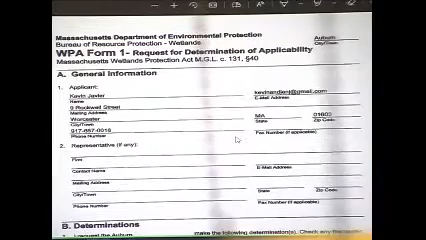 Massachusetts Department of Environmental Protection
Bureau of Resource Protection - Wetlands
WPA Form 1- Request for Determination of Applicability
Massachusetts Wetlands Protection Act M.G.L. c. 131, §40
Auburn
City/Town
A. General Information
1. Applicant:
Kevin Javier
Name
E-Mail Address
9 Rockwell Street
Mailing Address
Worcester
MA
City/Town
State
Zip Code
Phone Number
Fax Number (if applicable)
2. Representative (if any):
Firm
Contact Name
E-Mail Address
Mailing Address
City/Town
State
Zip Code
Phone Number
Fax Number (if applicable)
B. Determinations
make the following determination(s). Check any